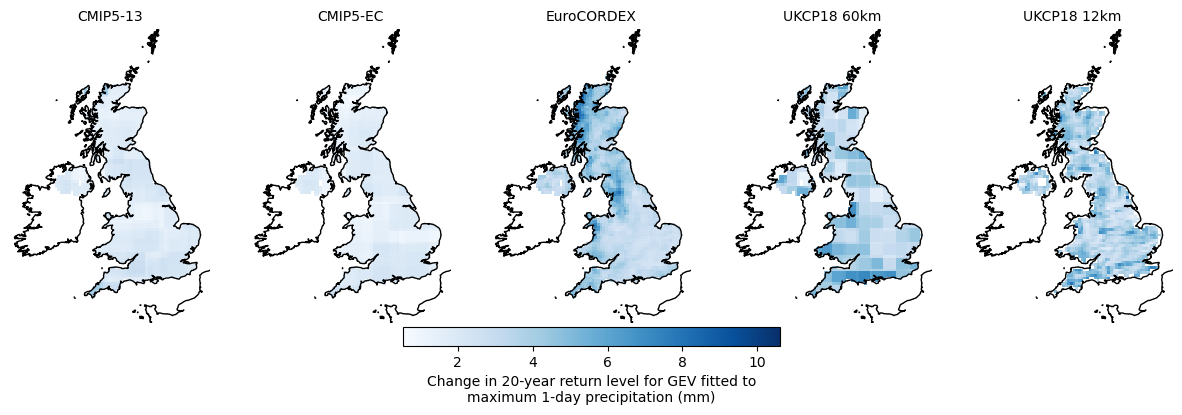 CMIP5-13
CMIP5-EC
EuroCORDEX
UKCP18 60km
UKCP18 12km
2
4
6
8
10
Change in 20-year return level for GEV fitted to
maximum 1-day precipitation (mm)